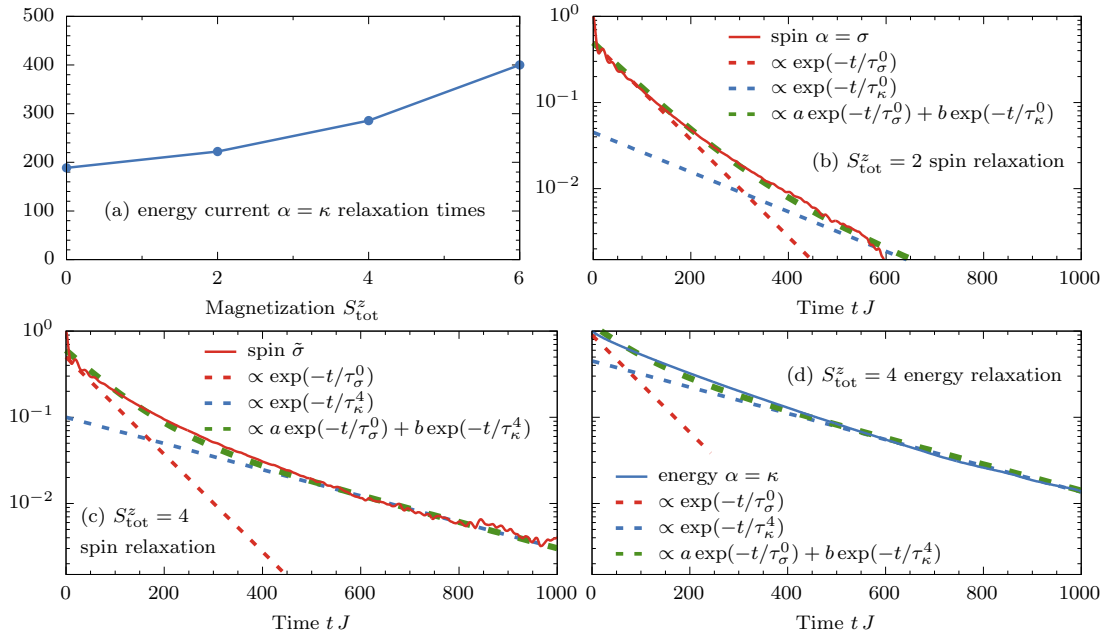 500
400
300
200
100
0
(a) energy current α = κ relaxation times
0 2 4 6
Magnetization S^z_tot
10^0
10^-1
10^-2
spin α = σ
∝ exp(−t/τ^0_σ)
∝ exp(−t/τ^0_κ)
∝ a exp(−t/τ^0_σ) + b exp(−t/τ^0_κ)
(b) S^z_tot = 2 spin relaxation
0 200 400 600 800 1000
Time t J
10^0
10^-1
10^-2
spin σ̃
∝ exp(−t/τ^0_σ)
∝ exp(−t/τ^4_κ)
∝ a exp(−t/τ^0_σ) + b exp(−t/τ^4_κ)
(c) S^z_tot = 4
spin relaxation
0 200 400 600 800 1000
Time t J
(d) S^z_tot = 4 energy relaxation
energy α = κ
∝ exp(−t/τ^0_σ)
∝ exp(−t/τ^4_κ)
∝ a exp(−t/τ^0_σ) + b exp(−t/τ^4_κ)
0 200 400 600 800 1000
Time t J